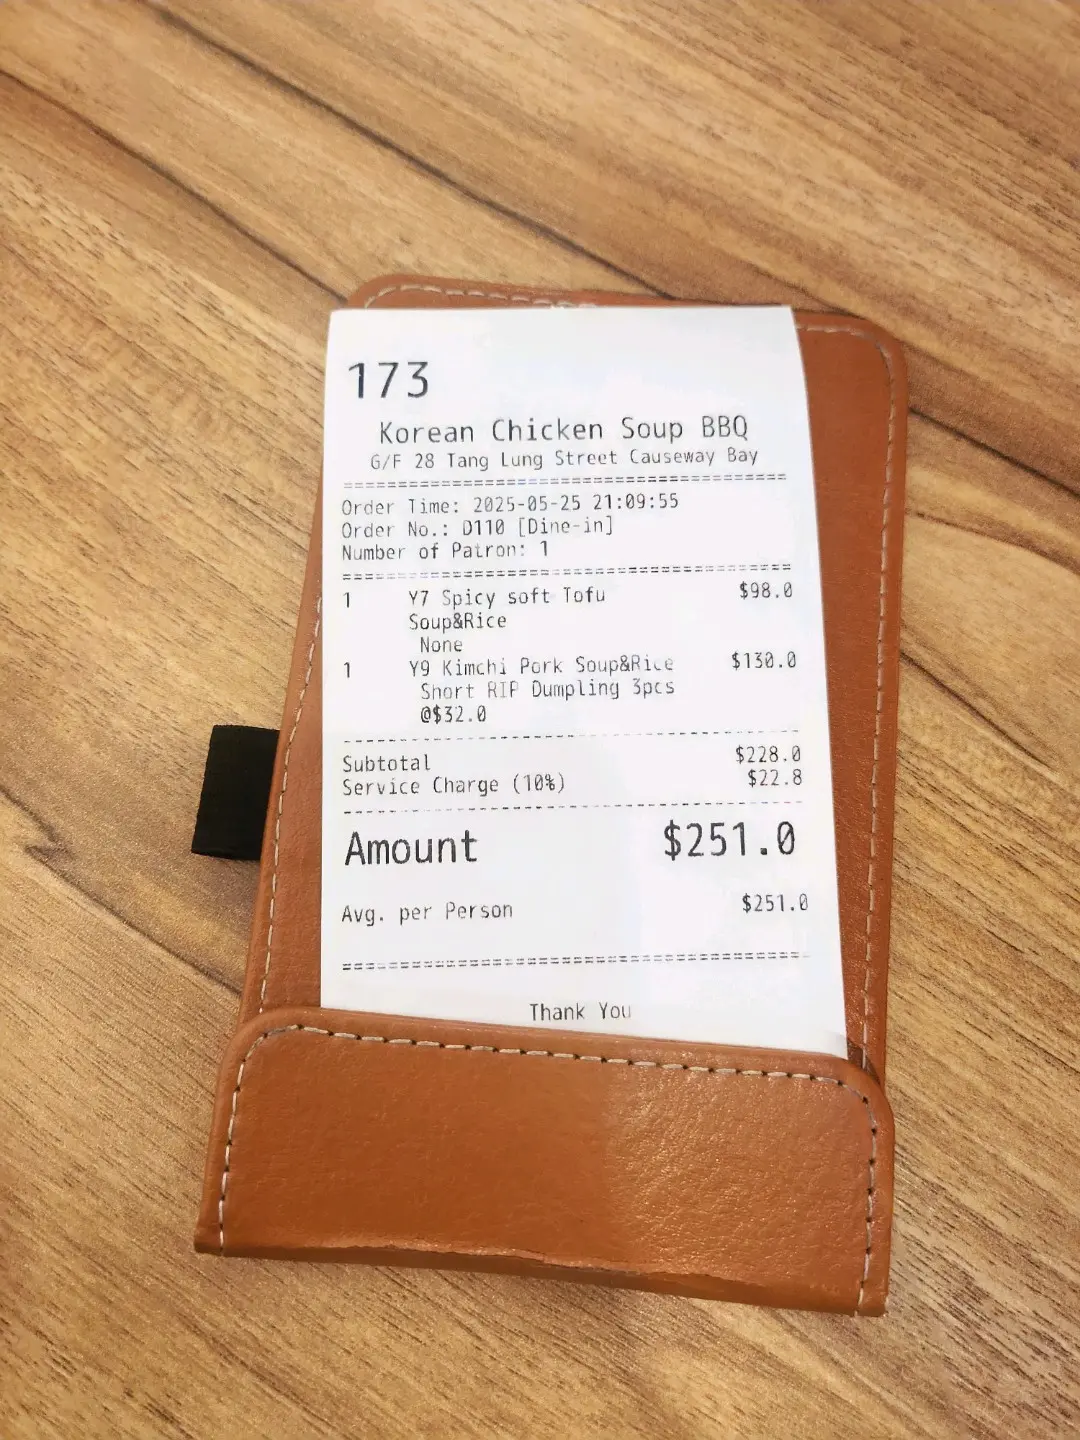 173
Korean Chicken Soup BBQ
G/F 28 Tang Lung Street Causeway Bay
================================================
Order Time: 2025-05-25 21:09:55
Order No.: D110 [Dine-in]
Number of Patron: 1
================================================
1 Y7 Spicy soft Tofu $98.0
Soup&Rice
None
1 Y9 Kimchi Pork Soup&Rice $130.0
Short RIP Dumpling 3pcs
@$32.0
------------------------------------------------
Subtotal $228.0
Service Charge (10%) $22.8
------------------------------------------------
Amount $251.0
Avg. per Person $251.0
================================================
Thank You